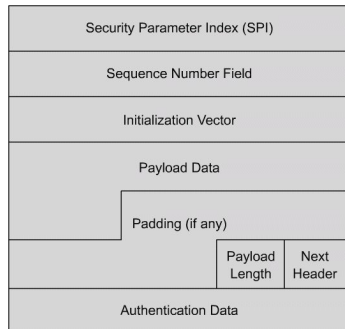 Security Parameter Index (SPI)
Sequence Number Field
Initialization Vector
Payload Data
Padding (if any)
Payload
Length
Next
Header
Authentication Data